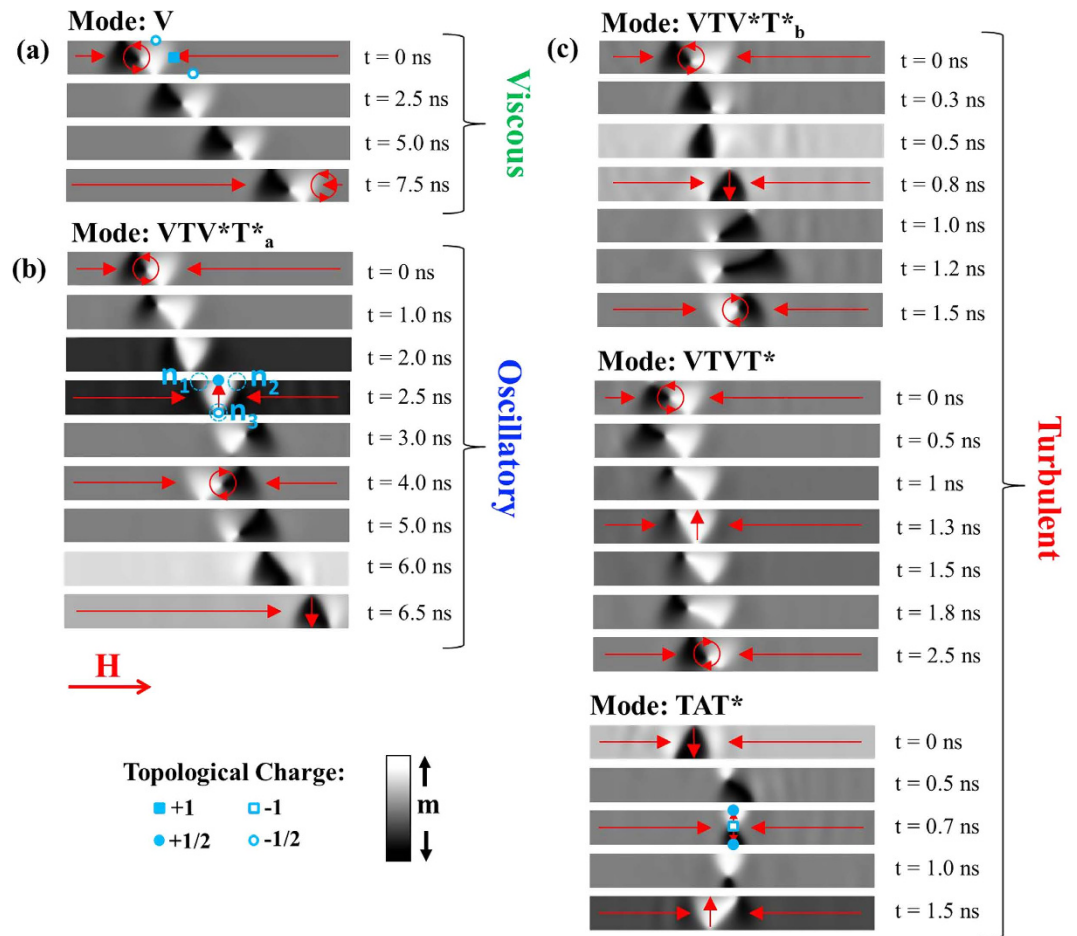 (a)
Mode: V
t = 0 ns
t = 2.5 ns
t = 5.0 ns
t = 7.5 ns
Viscous
(b)
Mode: VTV*T*a
t = 0 ns
t = 1.0 ns
t = 2.0 ns
n1 n2
n3
t = 2.5 ns
t = 3.0 ns
t = 4.0 ns
t = 5.0 ns
t = 6.0 ns
t = 6.5 ns
Oscillatory
H
Topological Charge:
+1 -1
+1/2 -1/2
m
(c)
Mode: VTV*T*b
t = 0 ns
t = 0.3 ns
t = 0.5 ns
t = 0.8 ns
t = 1.0 ns
t = 1.2 ns
t = 1.5 ns
Mode: VTVT*
t = 0 ns
t = 0.5 ns
t = 1 ns
t = 1.3 ns
t = 1.5 ns
t = 1.8 ns
t = 2.5 ns
Mode: TAT*
t = 0 ns
t = 0.5 ns
t = 0.7 ns
t = 1.0 ns
t = 1.5 ns
Turbulent